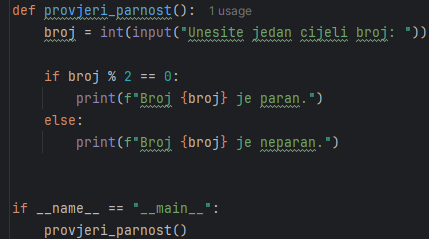 def provjeri_parnost(): 1 usage
    broj = int(input("Unesite jedan cijeli broj: "))

    if broj % 2 == 0:
        print(f"Broj {broj} je paran.")
    else:
        print(f"Broj {broj} je neparan.")


if __name__ == "__main__":
    provjeri_parnost()